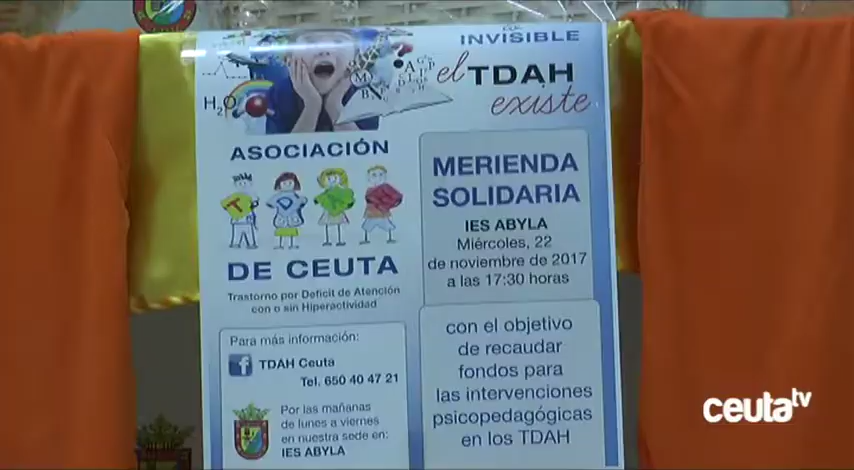 INVISIBLE
el TDAH
existe
H2O
ASOCIACIÓN
T D A H
DE CEUTA
Trastorno por Deficit de Atención
con o sin Hiperactividad
MERIENDA
SOLIDARIA
IES ABYLA
Miércoles, 22
de noviembre de 2017
a las 17:30 horas
Para más información:
f TDAH Ceuta
Tel. 650 40 47 21
Por las mañanas
de lunes a viernes
en nuestra sede en:
IES ABYLA
con el objetivo
de recaudar
fondos para
las intervenciones
psicopedagógicas
en los TDAH
ceuta tv